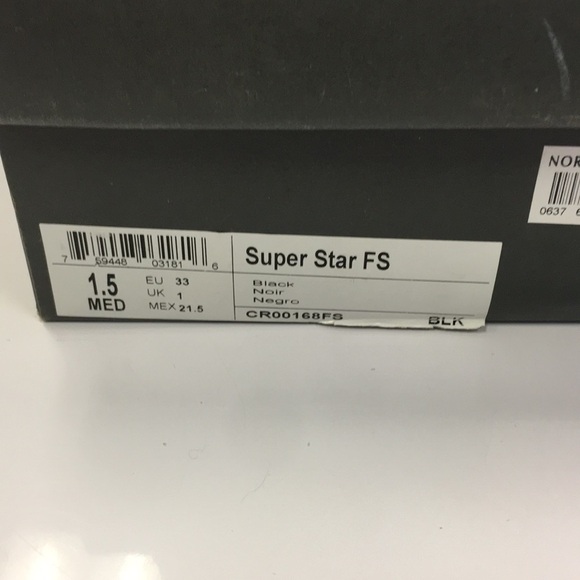 NOR
0637 6
7 59448 03181 6
1.5
MED
EU 33
UK 1
MEX 21.5
Super Star FS
Black
Noir
Negro
CR00168FS BLK